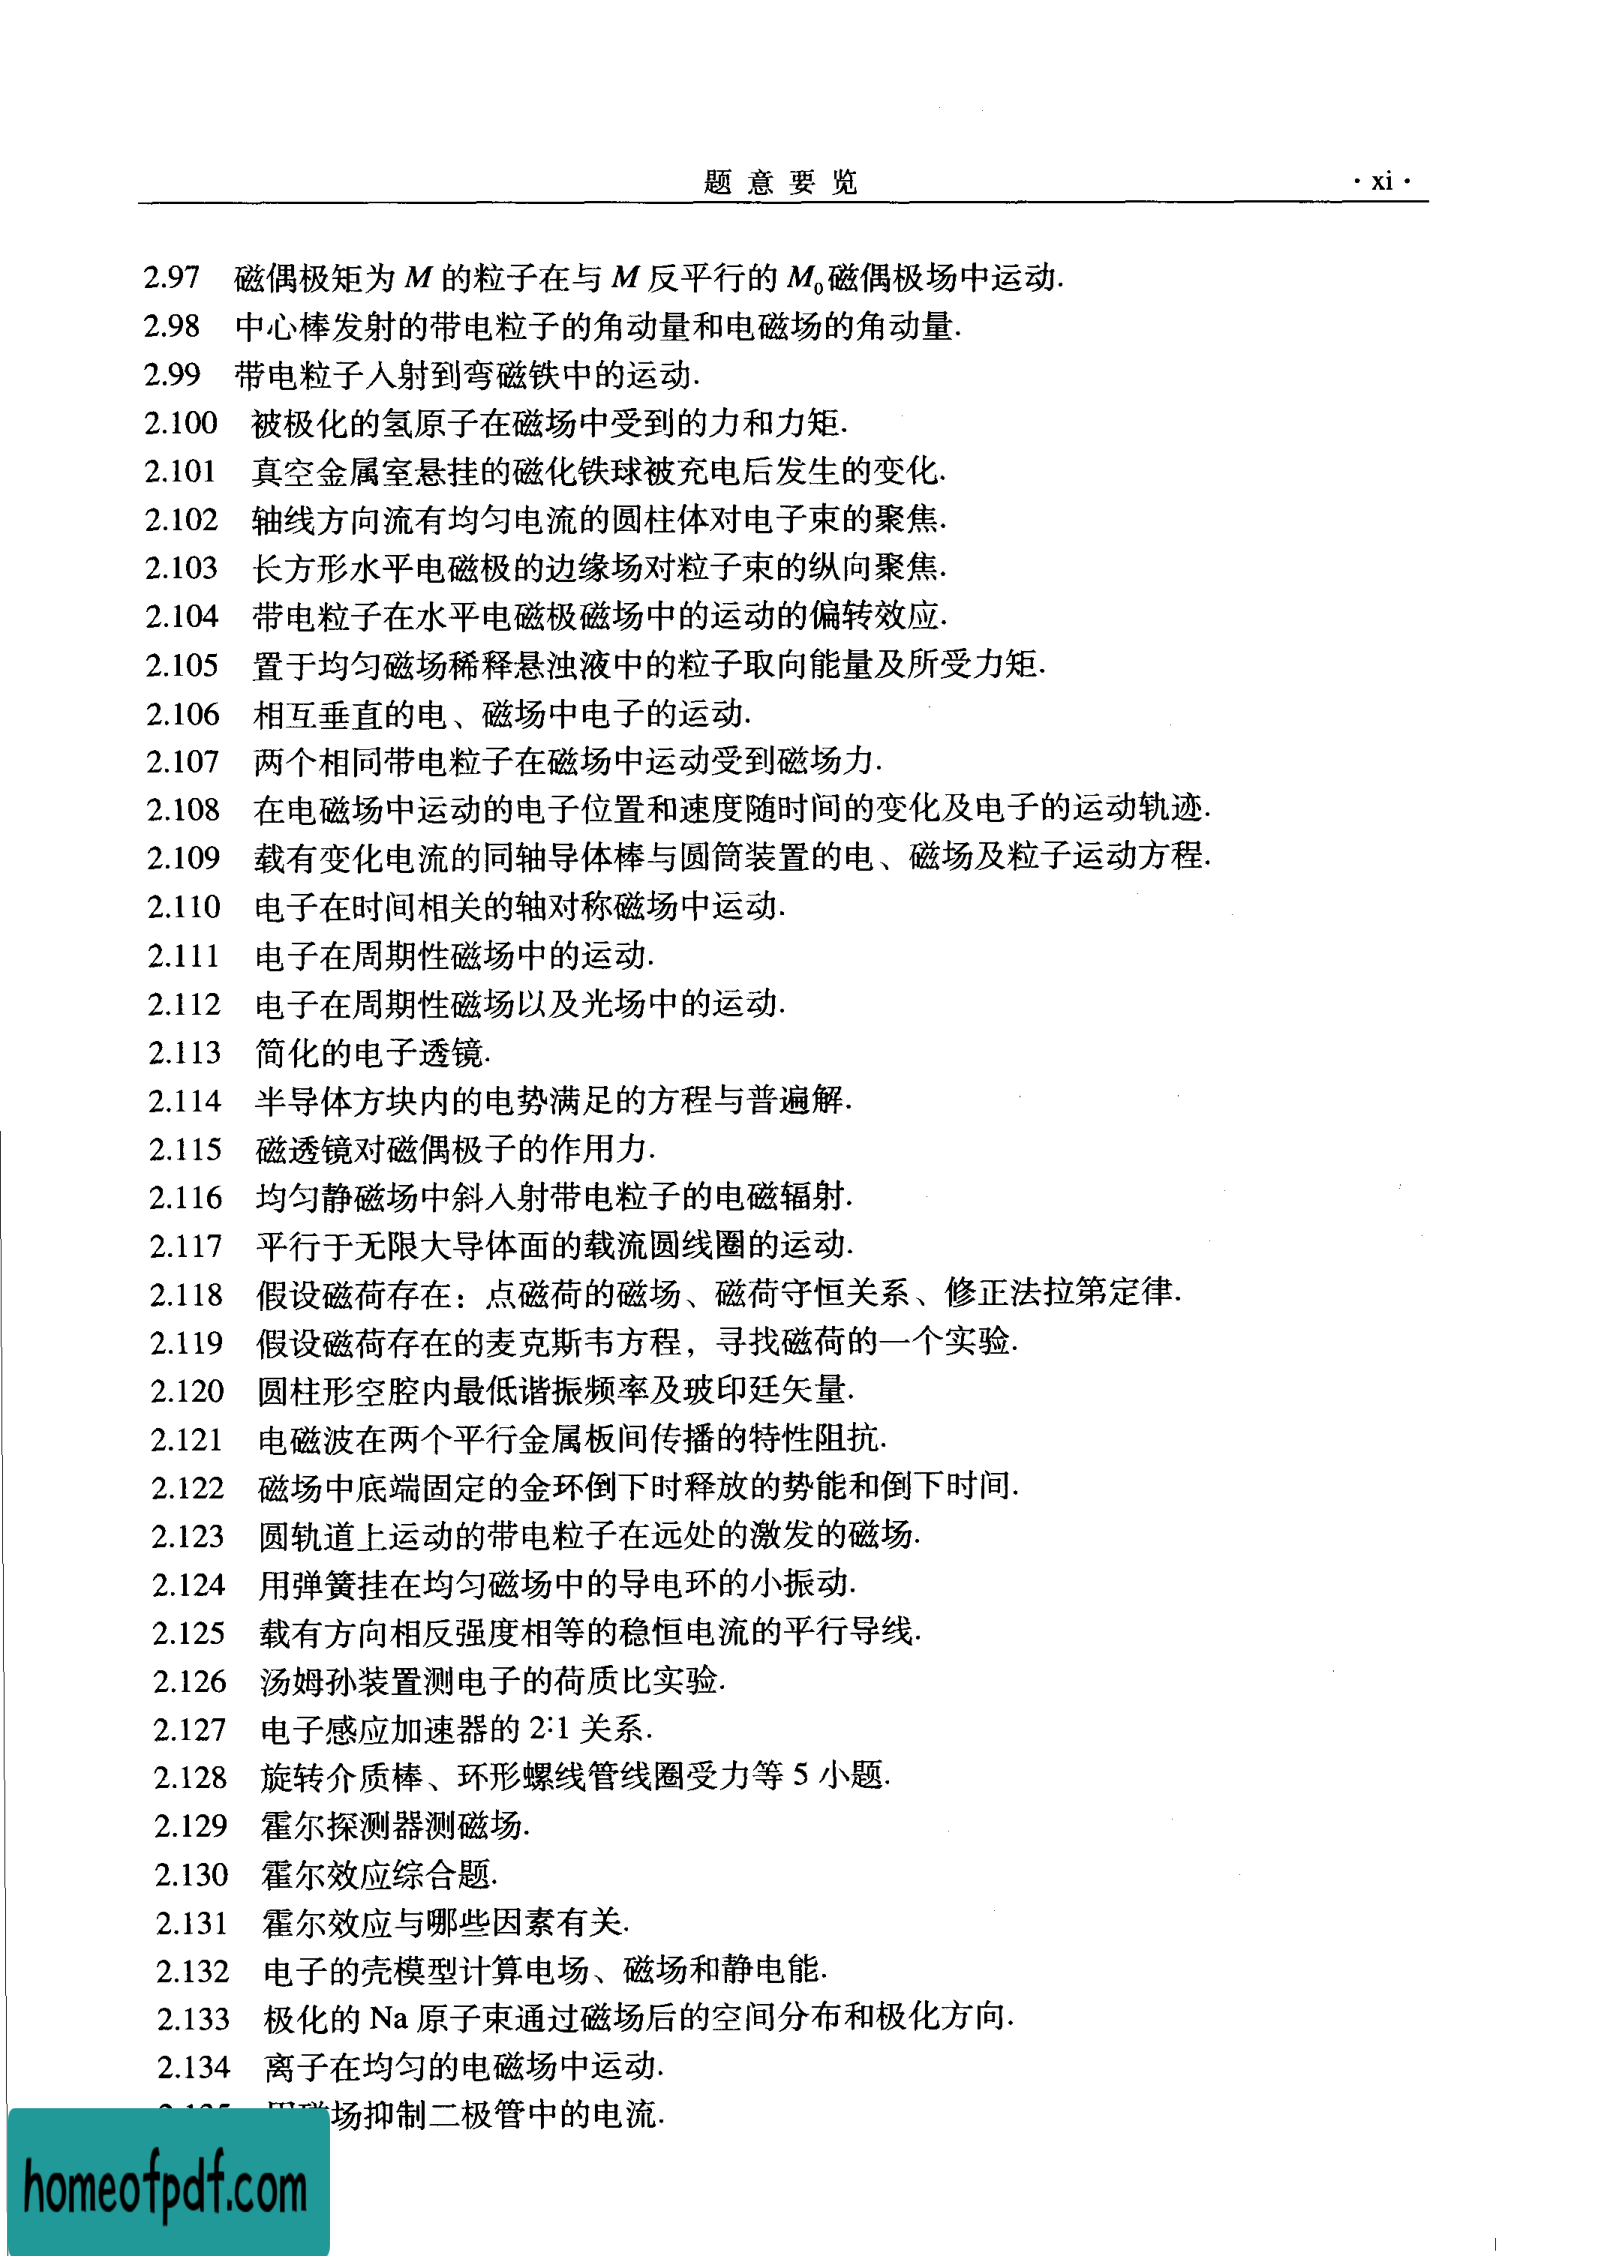 题意要览 · xi ·
2.97 磁偶极矩为 M 的粒子在与 M 反平行的 M₀磁偶极场中运动.
2.98 中心棒发射的带电粒子的角动量和电磁场的角动量.
2.99 带电粒子入射到弯磁铁中的运动.
2.100 被极化的氢原子在磁场中受到的力和力矩.
2.101 真空金属室悬挂的磁化铁球被充电后发生的变化.
2.102 轴线方向流有均匀电流的圆柱体对电子束的聚焦.
2.103 长方形水平电磁极的边缘场对粒子束的纵向聚焦.
2.104 带电粒子在水平电磁极磁场中的运动的偏转效应.
2.105 置于均匀磁场稀释悬浊液中的粒子取向能量及所受力矩.
2.106 相互垂直的电、磁场中电子的运动.
2.107 两个相同带电粒子在磁场中运动受到磁场力.
2.108 在电磁场中运动的电子位置和速度随时间的变化及电子的运动轨迹.
2.109 载有变化电流的同轴导体棒与圆筒装置的电、磁场及粒子运动方程.
2.110 电子在时间相关的轴对称磁场中运动.
2.111 电子在周期性磁场中的运动.
2.112 电子在周期性磁场以及光场中的运动.
2.113 简化的电子透镜.
2.114 半导体方块内的电势满足的方程与普遍解.
2.115 磁透镜对磁偶极子的作用力.
2.116 均匀静磁场中斜入射带电粒子的电磁辐射.
2.117 平行于无限大导体面的载流圆线圈的运动.
2.118 假设磁荷存在：点磁荷的磁场、磁荷守恒关系、修正法拉第定律.
2.119 假设磁荷存在的麦克斯韦方程，寻找磁荷的一个实验.
2.120 圆柱形空腔内最低谐振频率及玻印廷矢量.
2.121 电磁波在两个平行金属板间传播的特性阻抗.
2.122 磁场中底端固定的金环倒下时释放的势能和倒下时间.
2.123 圆轨道上运动的带电粒子在远处的激发的磁场.
2.124 用弹簧挂在均匀磁场中的导电环的小振动.
2.125 载有方向相反强度相等的稳恒电流的平行导线.
2.126 汤姆孙装置测电子的荷质比实验.
2.127 电子感应加速器的 2∶1 关系.
2.128 旋转介质棒、环形螺线管线圈受力等 5 小题.
2.129 霍尔探测器测磁场.
2.130 霍尔效应综合题.
2.131 霍尔效应与哪些因素有关.
2.132 电子的壳模型计算电场、磁场和静电能.
2.133 极化的 Na 原子束通过磁场后的空间分布和极化方向.
2.134 离子在均匀的电磁场中运动.
场抑制二极管中的电流.
homeofpdf.com